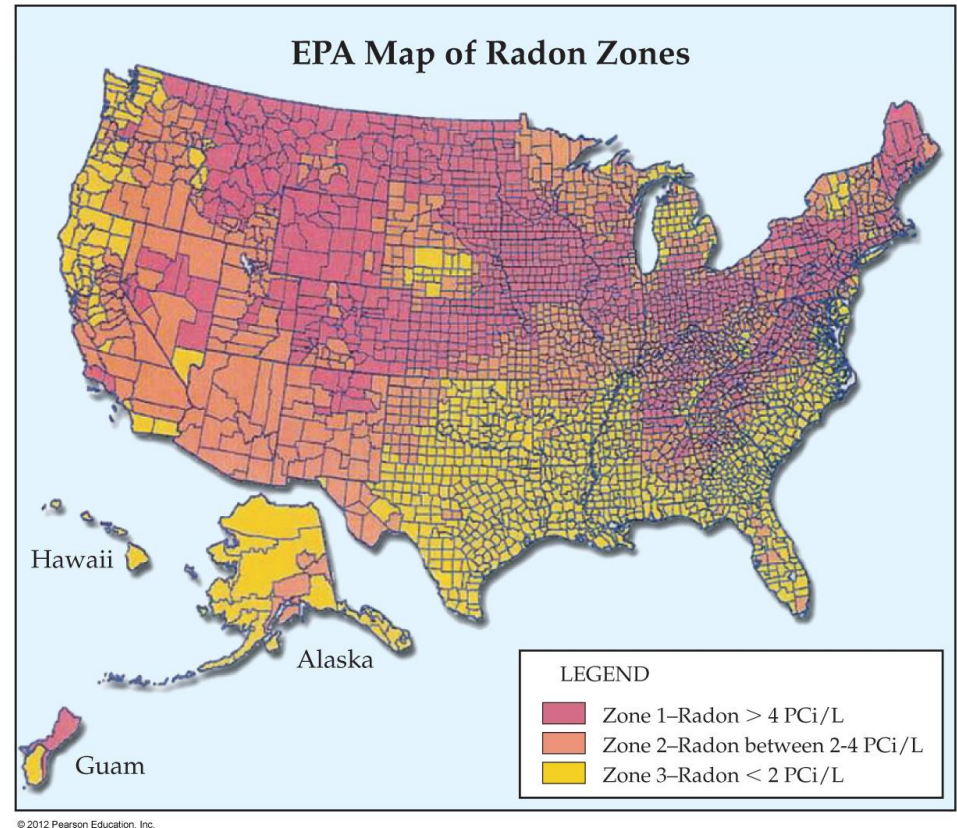 EPA Map of Radon Zones
Hawaii
Alaska
Guam
LEGEND
Zone 1–Radon > 4 PCi/L
Zone 2–Radon between 2-4 PCi/L
Zone 3–Radon < 2 PCi/L
© 2012 Pearson Education, Inc.